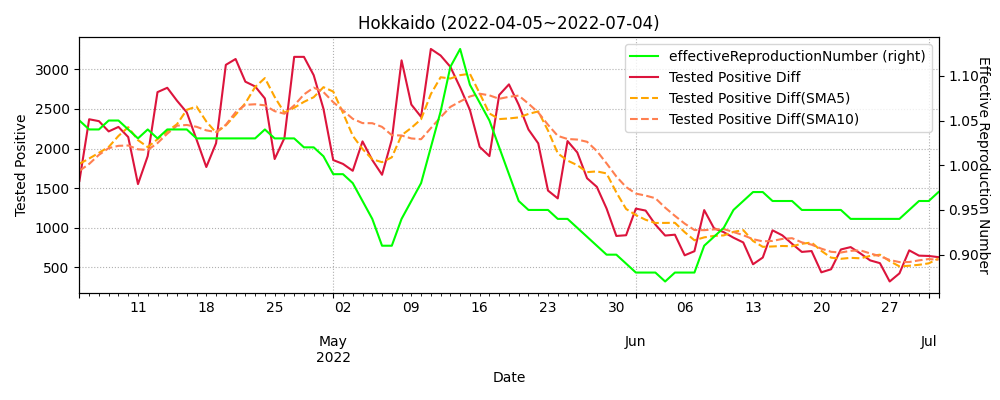 Hokkaido (2022-04-05~2022-07-04)
effectiveReproductionNumber (right)
Tested Positive Diff
Tested Positive Diff(SMA5)
Tested Positive Diff(SMA10)
Tested Positive
3000
2500
2000
1500
1000
500
1.10
1.05
1.00
0.95
0.90
Effective Reproduction Number
11 18 25 02 09 16 23 30 06 13 20 27
May Jun Jul
2022
Date